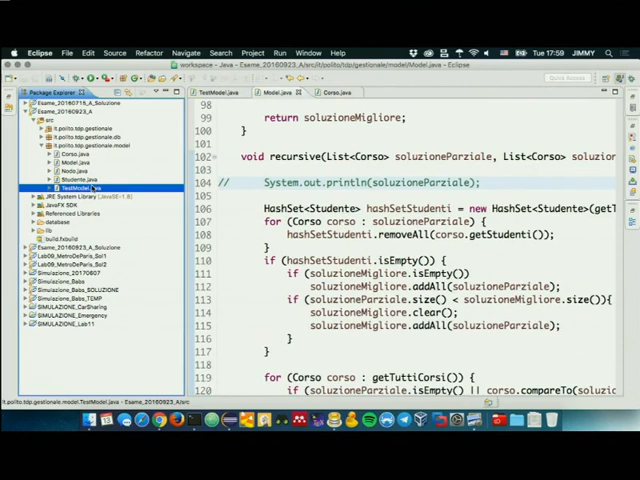 Eclipse File Edit Source Refactor Navigate Search Project Run Window Help Tue 17:59 JIMMY
workspace - Esame_20160923_A/src/it/polito/tdp/gestionale/model/Model.java - Eclipse
Quick Access
Package Explorer
TestModel.java Model.java Corso.java
Esame_20160715_A_Soluzione
Esame_20160923_A
src
it.polito.tdp.gestionale
it.polito.tdp.gestionale.db
it.polito.tdp.gestionale.model
Corso.java
Model.java
Nodo.java
Studente.java
TestModel.java
JRE System Library [JavaSE-1.8]
JavaFX SDK
Referenced Libraries
database
lib
build.fxbuild
Esame_20160923_A_Soluzione
Lab09_MetroDeParis_Sol1
Lab09_MetroDeParis_Sol2
Simulazione_20170607
Simulazione_Babs
Simulazione_Babs_SOLUZIONE
Simulazione_Babs_TEMP
SIMULAZIONE_CarSharing
SIMULAZIONE_Emergency
SIMULAZIONE_Lab11
98
99 return soluzioneMigliore;
100 }
101
102 void recursive(List<Corso> soluzioneParziale, List<Corso> soluzion
103
104 // System.out.println(soluzioneParziale);
105
106 HashSet<Studente> hashSetStudenti = new HashSet<Studente>(getT
107 for (Corso corso : soluzioneParziale) {
108 hashSetStudenti.removeAll(corso.getStudenti());
109 }
110 if (hashSetStudenti.isEmpty()) {
111 if (soluzioneMigliore.isEmpty())
112 soluzioneMigliore.addAll(soluzioneParziale);
113 if (soluzioneParziale.size() < soluzioneMigliore.size()){
114 soluzioneMigliore.clear();
115 soluzioneMigliore.addAll(soluzioneParziale);
116 }
117 }
118
119 for (Corso corso : getTuttiCorsi()) {
120 if (soluzioneParziale.isEmpty() || corso.compareTo(soluzio
it.polito.tdp.gestionale.model.TestModel.java - Esame_20160923_A/src